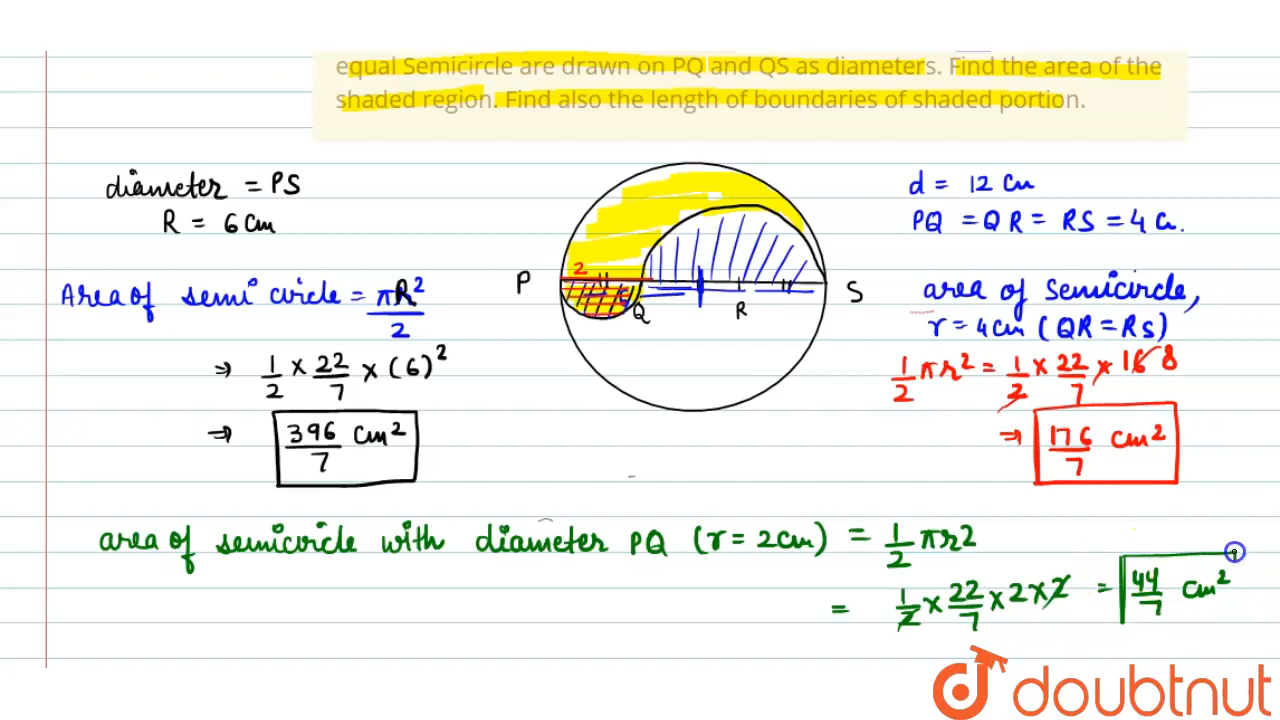 equal Semicircle are drawn on PQ and QS as diameters. Find the area of the
shaded region. Find also the length of boundaries of shaded portion.
diameter = PS
R = 6 cm
Area of semi circle = πR²/2
⇒ 1/2 × 22/7 × (6)²
⇒ 396/7 cm²
P
2
Q
R
S
d = 12 cm
PQ = QR = RS = 4 c.
area of semicircle,
r = 4cm (QR = RS)
1/2 πr² = 1/2 × 22/7 × 16 8
⇒ 176/7 cm²
area of semicircle with diameter PQ (r = 2cm) = 1/2 πr2
= 1/2 × 22/7 × 2 × 2 = 44/7 cm²
doubtnut